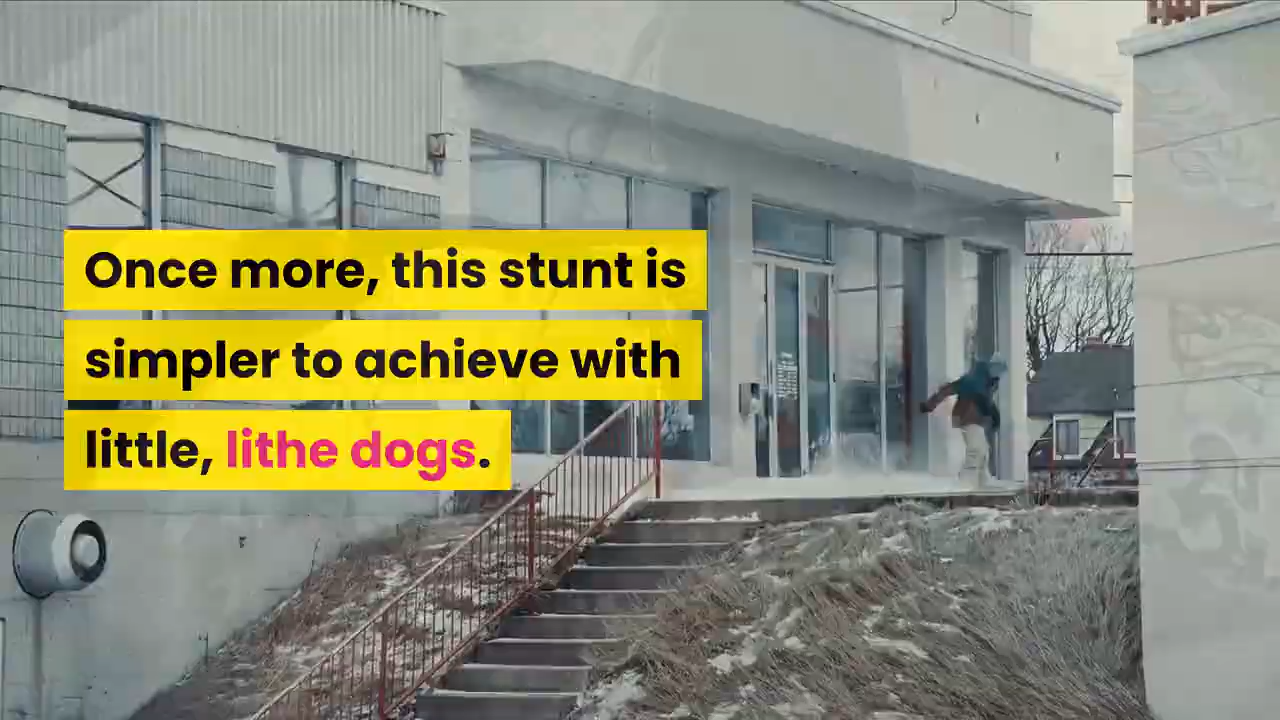 Once more, this stunt is
simpler to achieve with
little, lithe dogs.